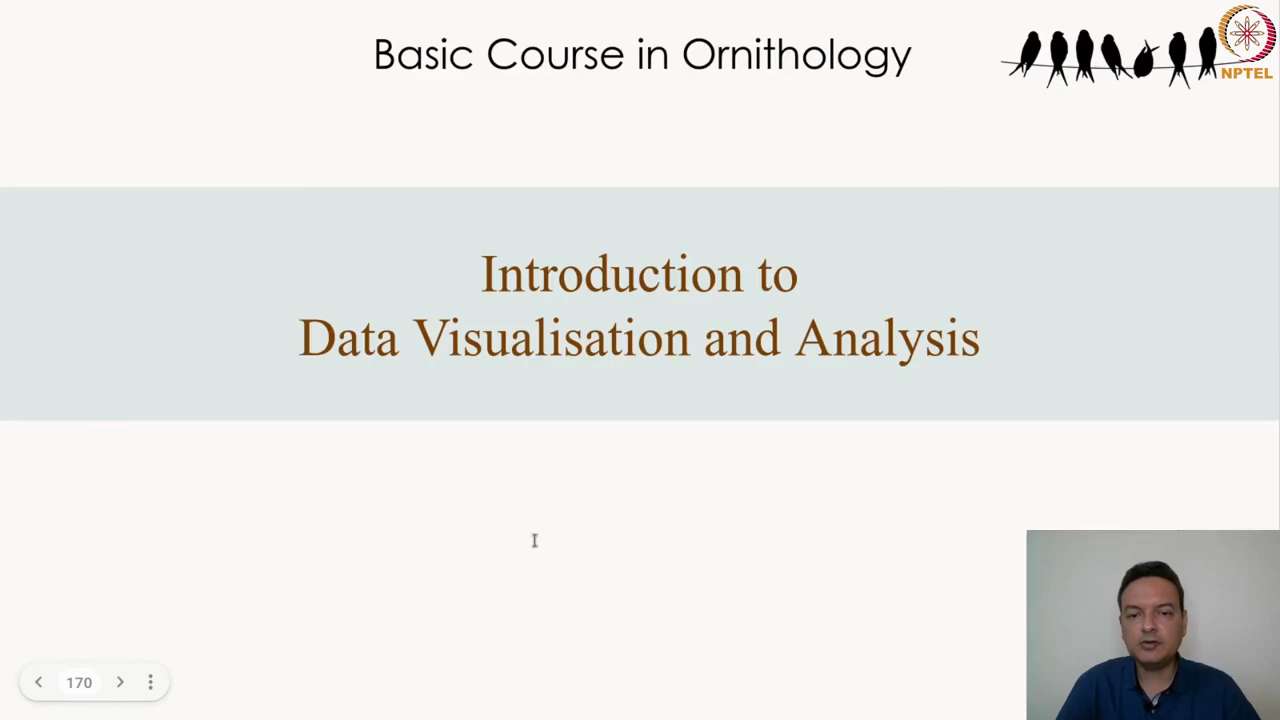 Basic Course in Ornithology
NPTEL
Introduction to
Data Visualisation and Analysis
170